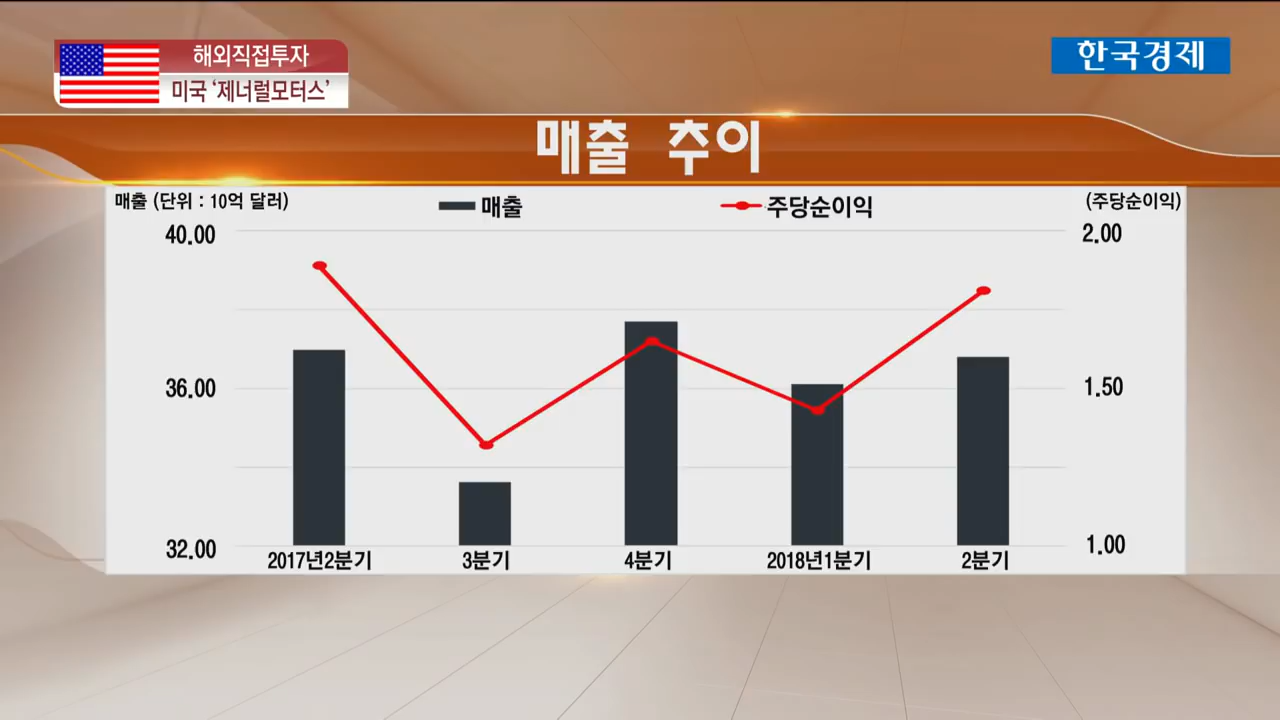 해외직접투자
미국 ‘제너럴모터스’
한국경제
매출 추이
매출 (단위 : 10억 달러)
매출
주당순이익
(주당순이익)
40.00
2.00
36.00
1.50
32.00
1.00
2017년2분기
3분기
4분기
2018년1분기
2분기